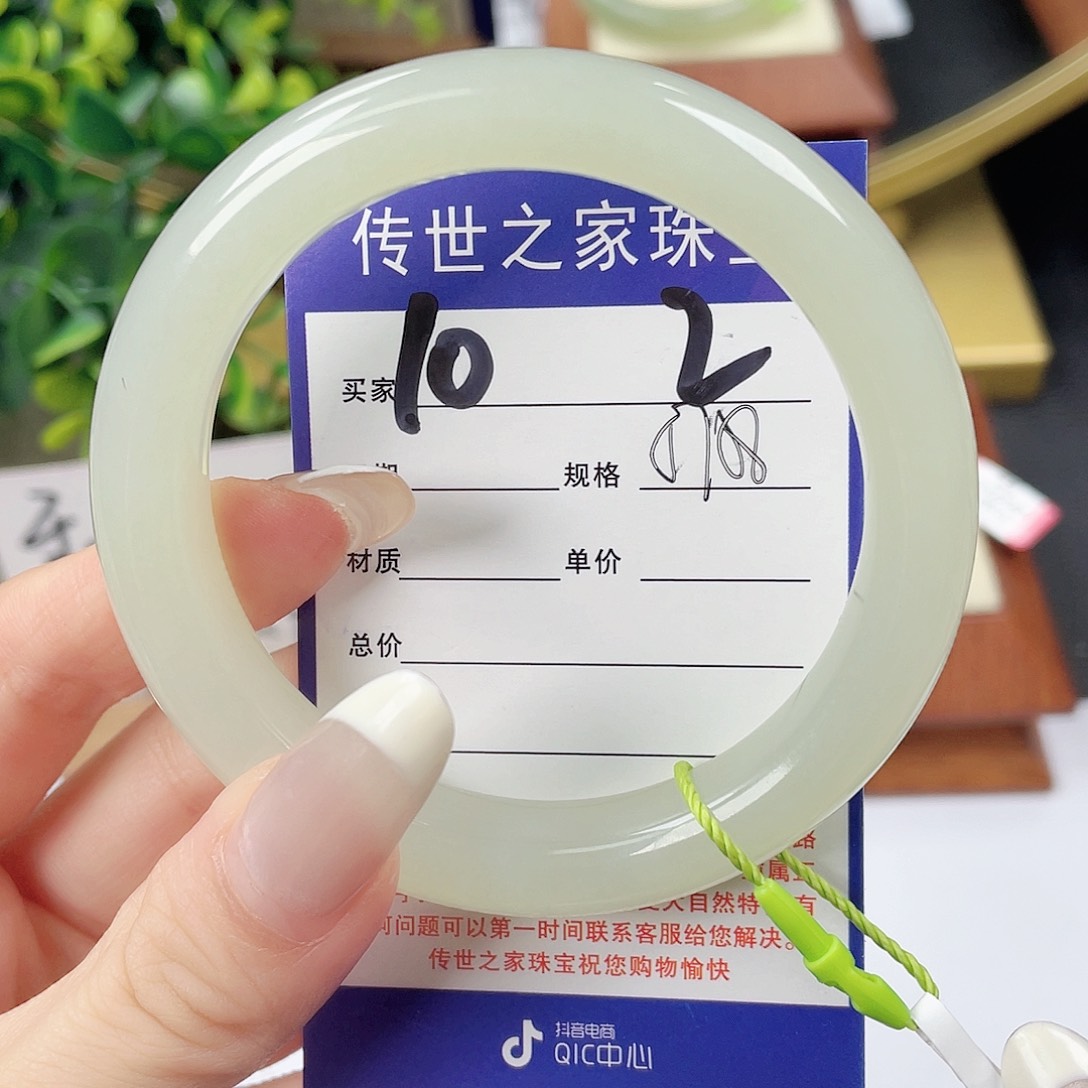 传世之家珠
10 2
买家
规格
材质 单价
总价
问题可以第一时间联系客服给您解决。
传世之家珠宝祝您购物愉快
抖音电商
QIC中心